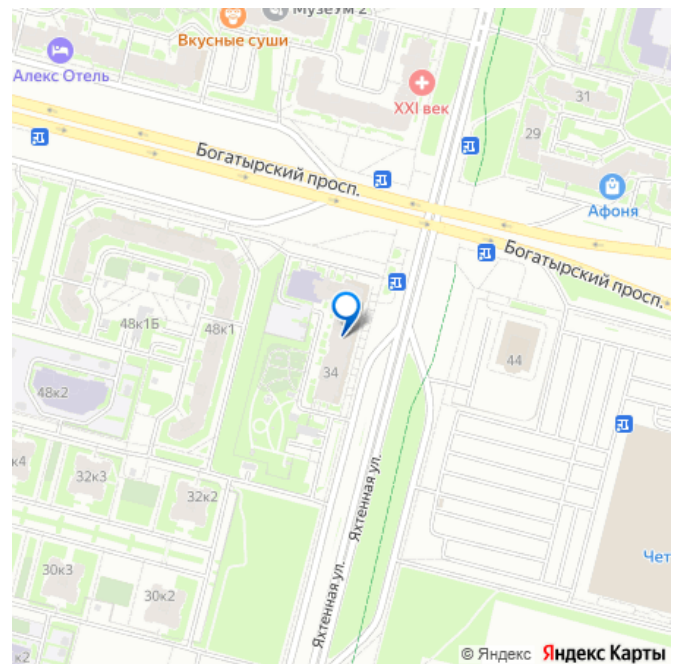 МузеУм 2
Вкусные суши
Алекс Отель
XXI век
31
29
Афоня
Богатырский просп.
Богатырский просп.
48к1Б
48к1
34
44
48к2
к4
32к3
32к2
Яхтенная ул.
Чет
30к3
30к2
Яхтенная ул.
к2
© Яндекс Яндекс Карты